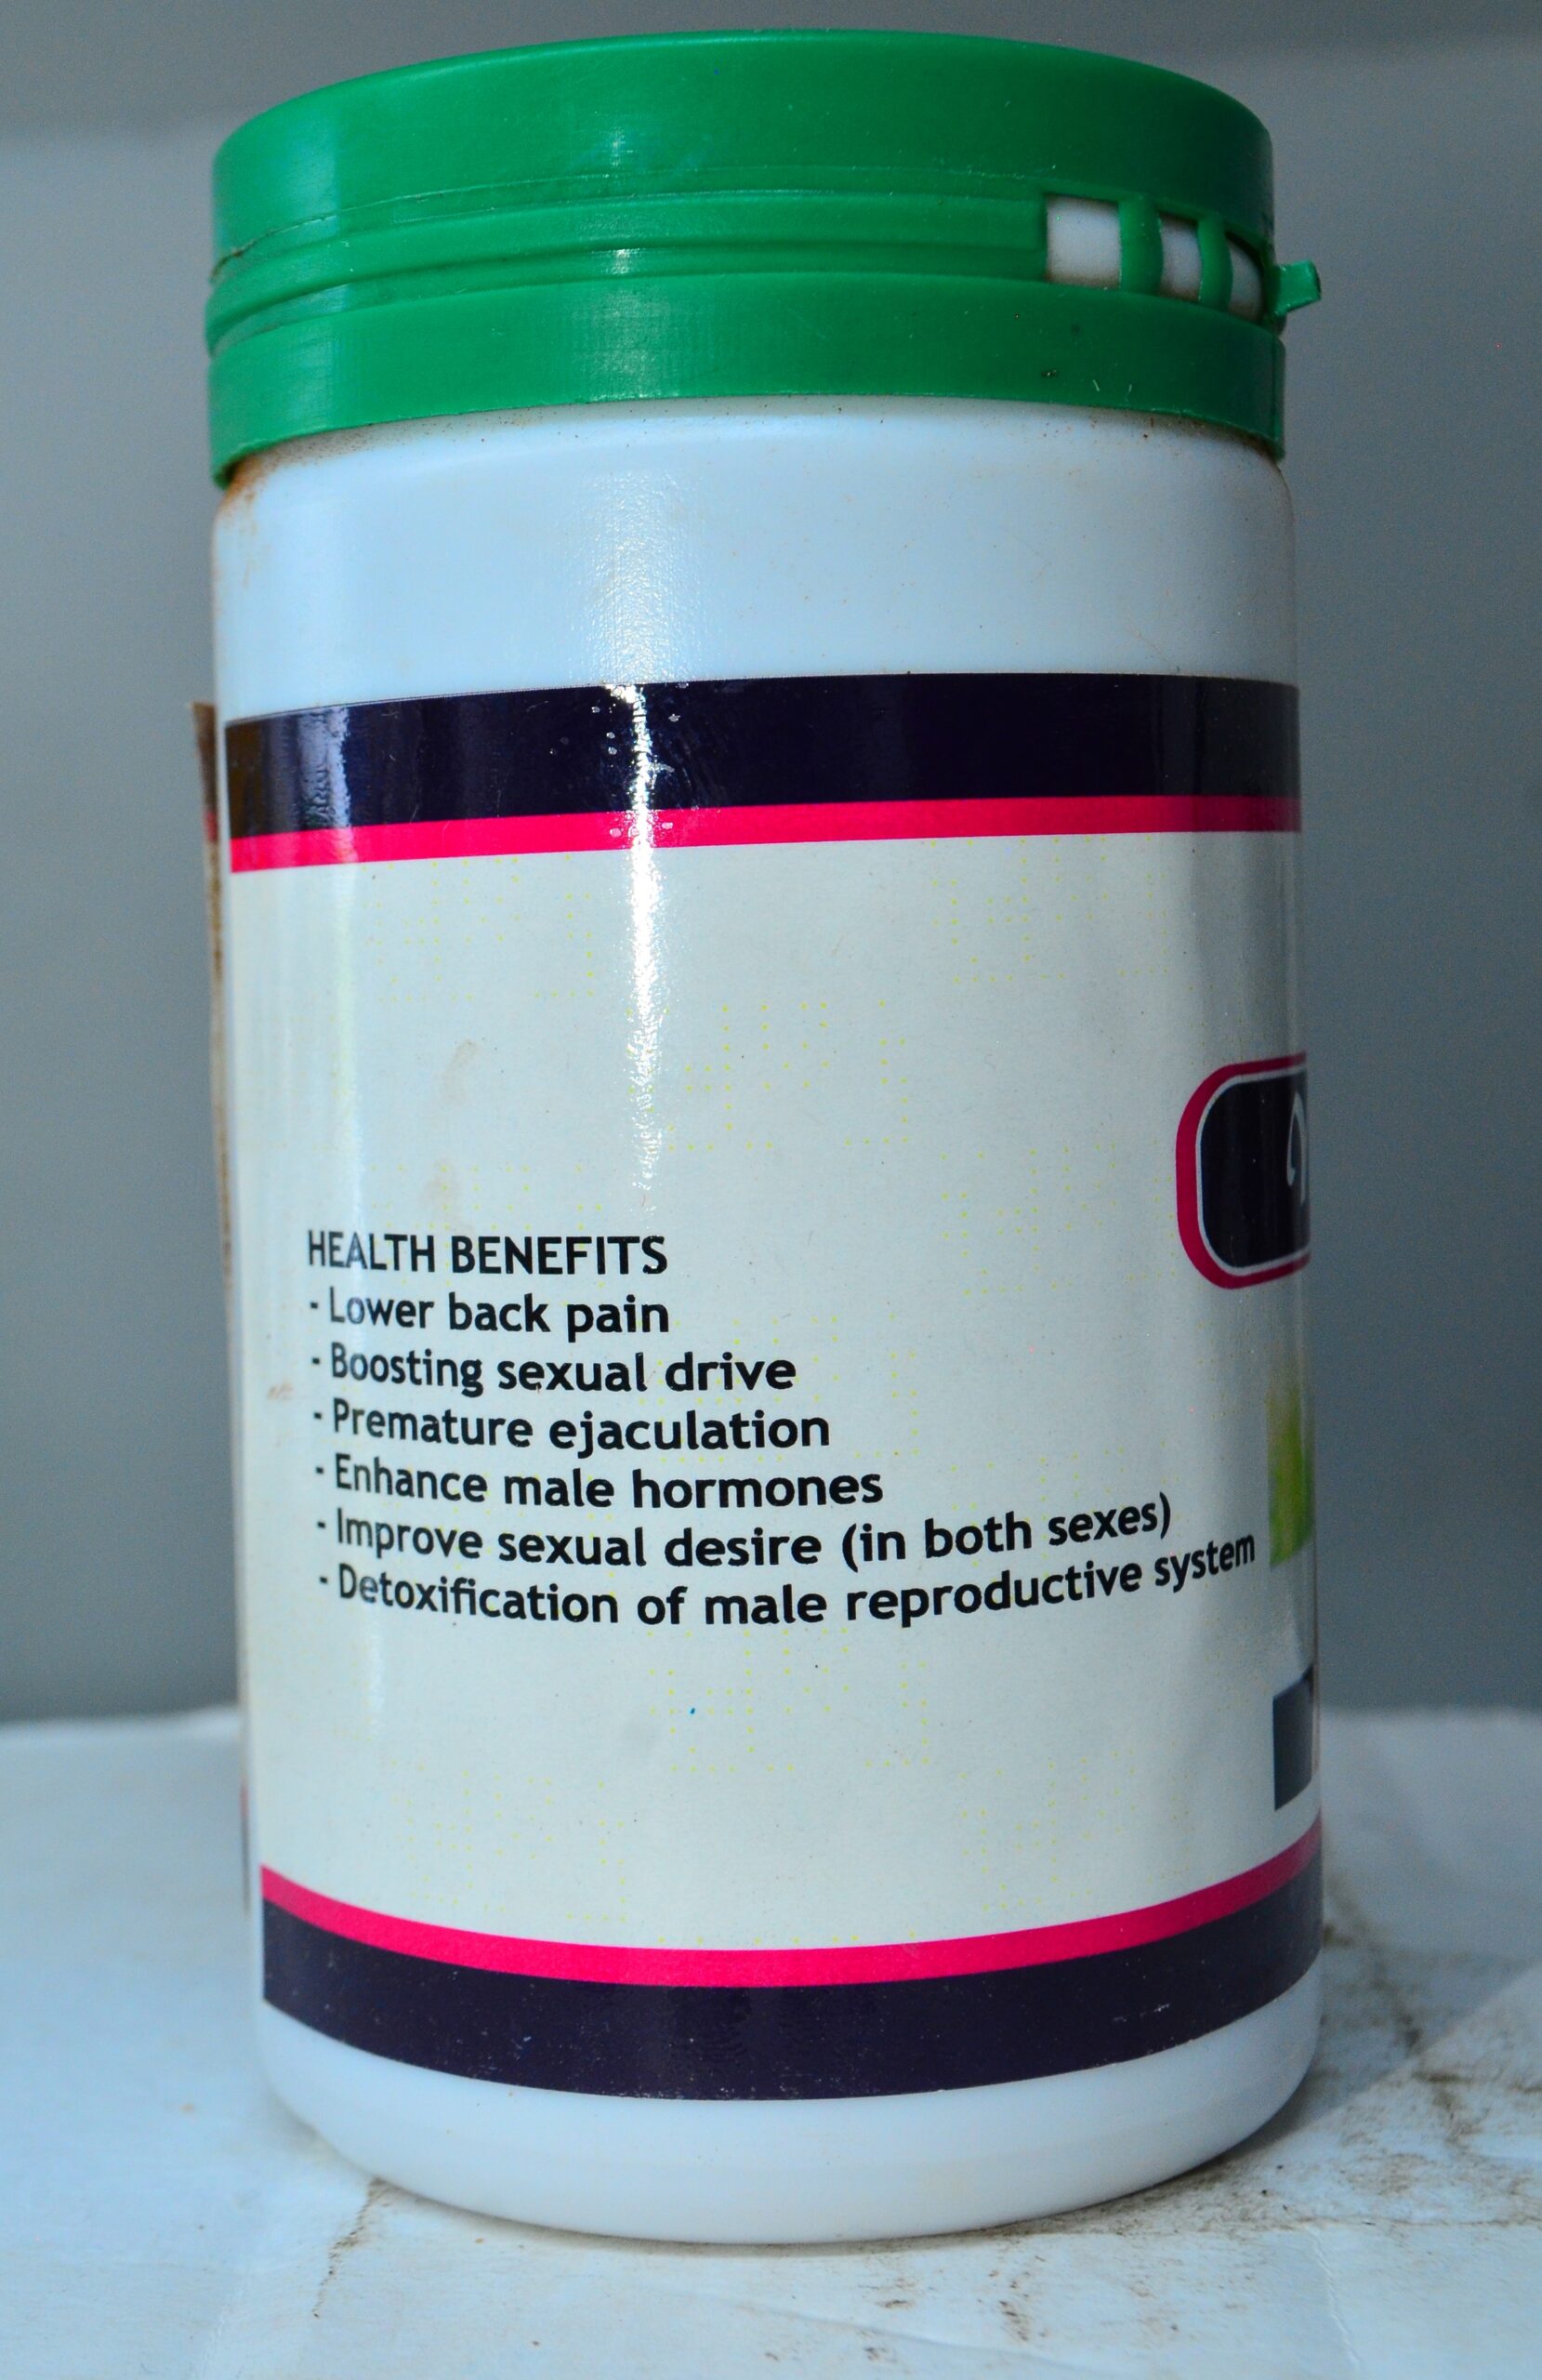 HEALTH BENEFITS
- Lower back pain
- Boosting sexual drive
- Premature ejaculation
- Enhance male hormones
- Improve sexual desire (in both sexes)
- Detoxification of male reproductive system